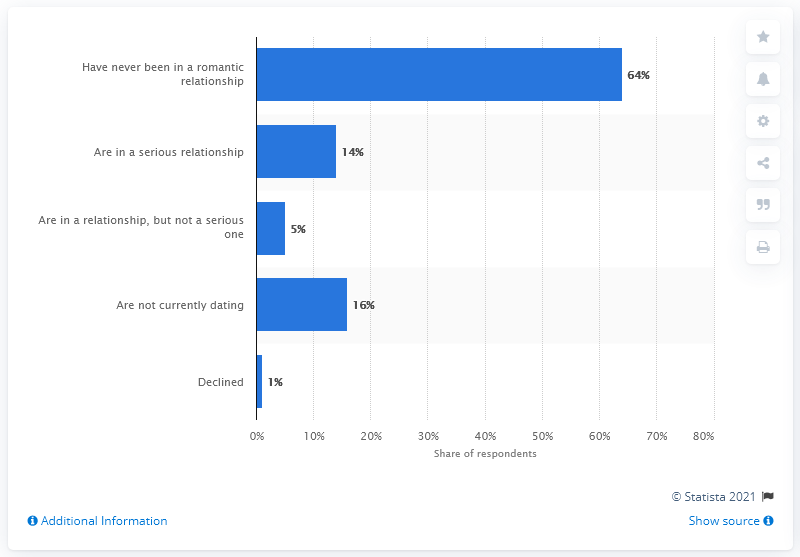 Have never been in a romantic
relationship
64%
Are in a serious relationship
14%
Are in a relationship, but not a serious
one
5%
Are not currently dating
16%
Declined
1%
0% 10% 20% 30% 40% 50% 60% 70% 80%
Share of respondents
© Statista 2021
Additional Information
Show source